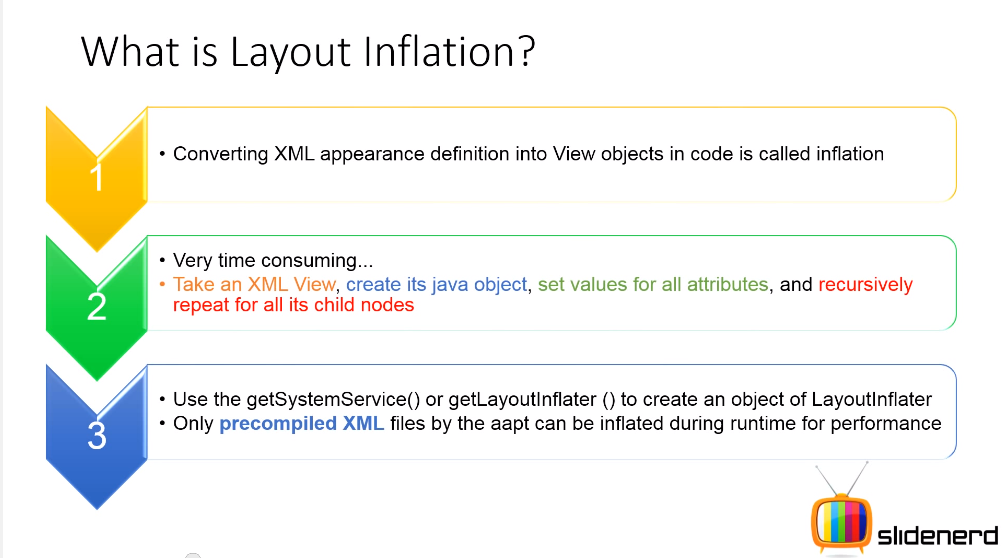 What is Layout Inflation?
1
• Converting XML appearance definition into View objects in code is called inflation
2
• Very time consuming...
• Take an XML View, create its java object, set values for all attributes, and recursively
repeat for all its child nodes
3
• Use the getSystemService() or getLayoutInflater () to create an object of LayoutInflater
• Only precompiled XML files by the aapt can be inflated during runtime for performance
slidenerd